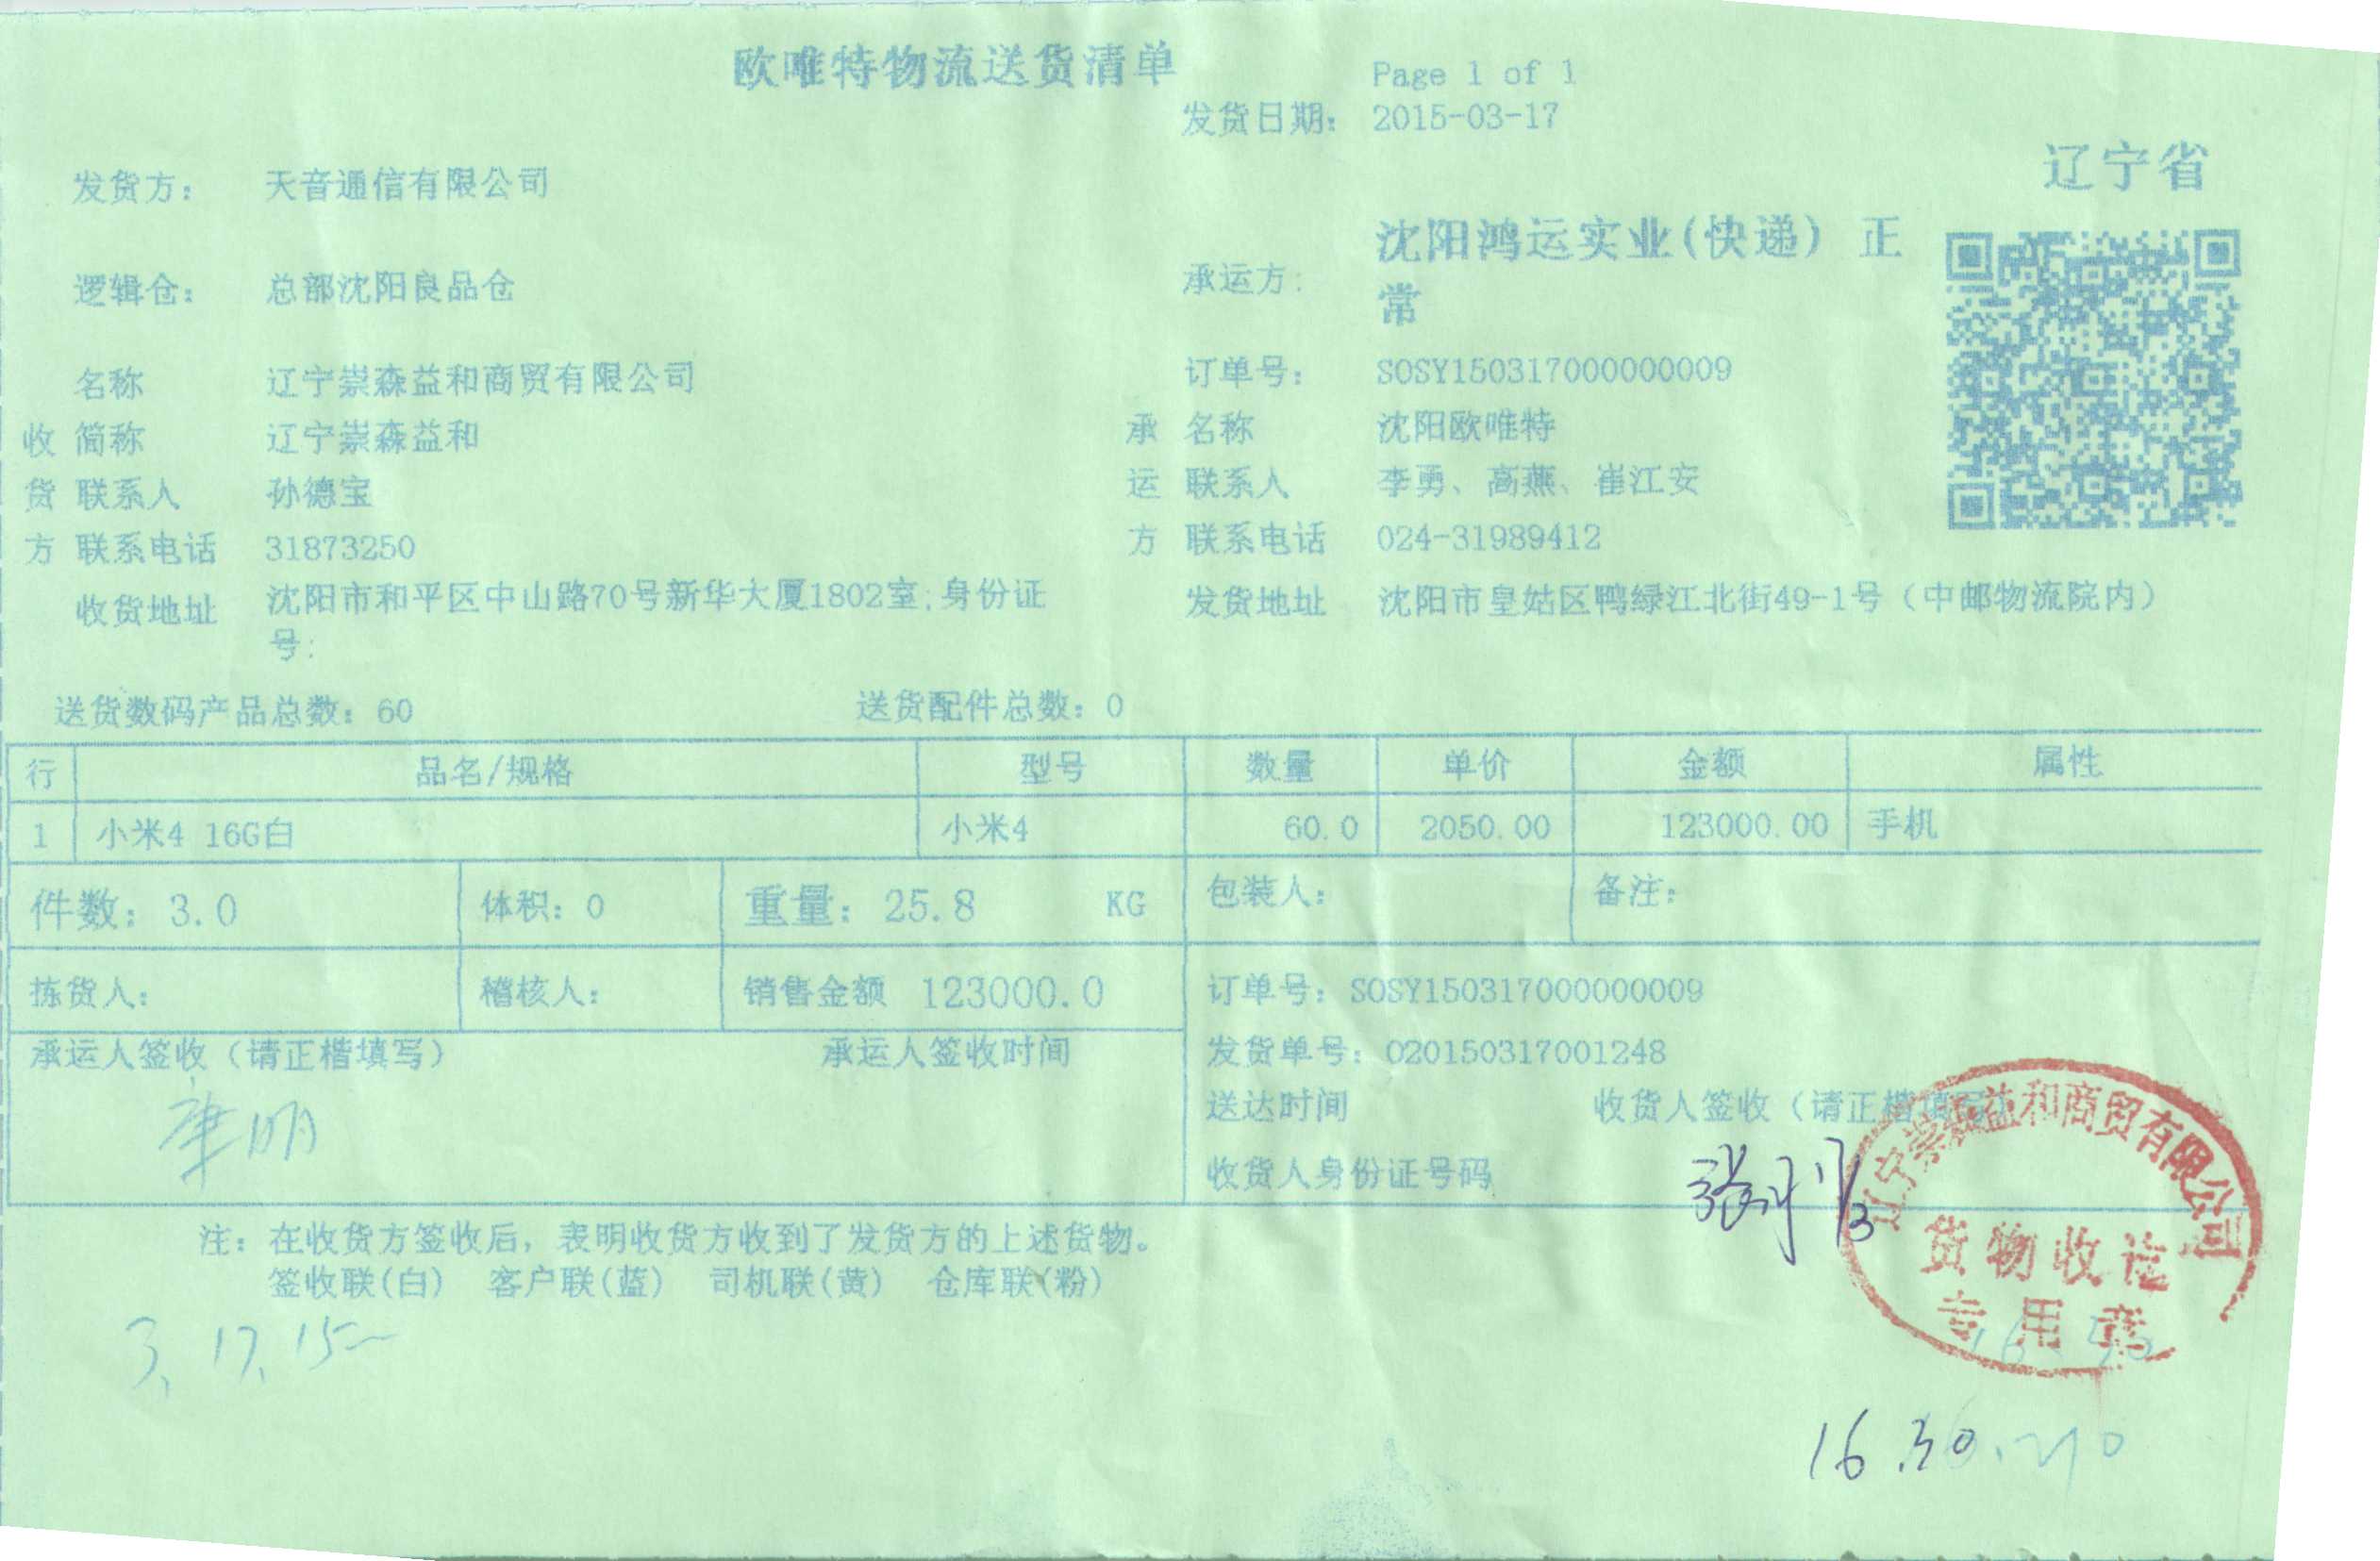 欧唯特物流送货清单
Page 1 of 1
发货日期： 2015-03-17
辽宁省
发货方： 天音通信有限公司
逻辑仓： 总部沈阳良品仓
承运方： 沈阳鸿运实业(快递) 正
常
名称 辽宁崇森益和商贸有限公司 订单号： SOSY150317000000009
收 简称 辽宁崇森益和 承 名称 沈阳欧唯特
货 联系人 孙德宝 运 联系人 李勇、高燕、崔江安
方 联系电话 31873250 方 联系电话 024-31989412
收货地址 沈阳市和平区中山路70号新华大厦1802室;身份证
号:
发货地址 沈阳市皇姑区鸭绿江北街49-1号（中邮物流院内）
送货数码产品总数：60 送货配件总数：0
行 品名/规格 型号 数量 单价 金额 属性
1 小米4 16G白 小米4 60.0 2050.00 123000.00 手机
件数：3.0 体积：0 重量：25.8 KG 包装人： 备注：
拣货人： 稽核人： 销售金额 123000.0 订单号：SOSY150317000000009
承运人签收（请正楷填写） 承运人签收时间 发货单号：020150317001248
送达时间 收货人签收（请正楷填写）
收货人身份证号码
辽宁崇森益和商贸有限公司
货物收讫
专用章
注：在收货方签收后，表明收货方收到了发货方的上述货物。
签收联(白) 客户联(蓝) 司机联(黄) 仓库联(粉)
3、17、15
16.30